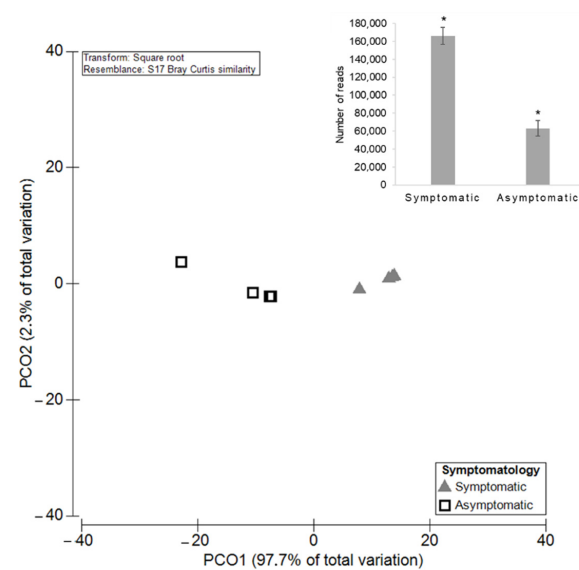 Transform: Square root
Resemblance: S17 Bray Curtis similarity
40
20
0
– 20
– 40
PCO2 (2.3% of total variation)
– 40
– 20
0
20
40
PCO1 (97.7% of total variation)
180,000
160,000
140,000
120,000
100,000
80,000
60,000
40,000
20,000
0
Number of reads
*
*
Symptomatic
Asymptomatic
Symptomatology
Symptomatic
Asymptomatic